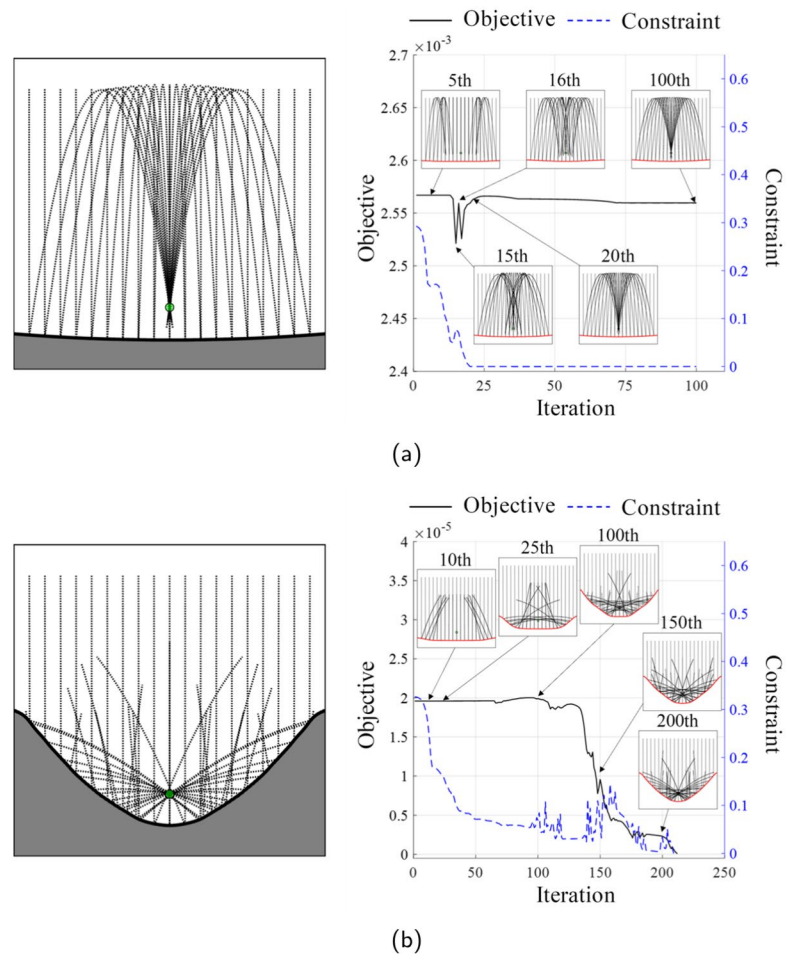 Objective Constraint
×10⁻³
2.7
2.65
2.6
2.55
2.5
2.45
2.4
Objective
5th 16th 100th
15th 20th
0.6
0.5
0.4
0.3
0.2
0.1
0
Constraint
0 25 50 75 100
Iteration
(a)
Objective Constraint
×10⁻⁵
4
3.5
3
2.5
2
1.5
1
0.5
0
Objective
10th 25th 100th
150th
200th
0.6
0.5
0.4
0.3
0.2
0.1
0
Constraint
0 50 100 150 200 250
Iteration
(b)